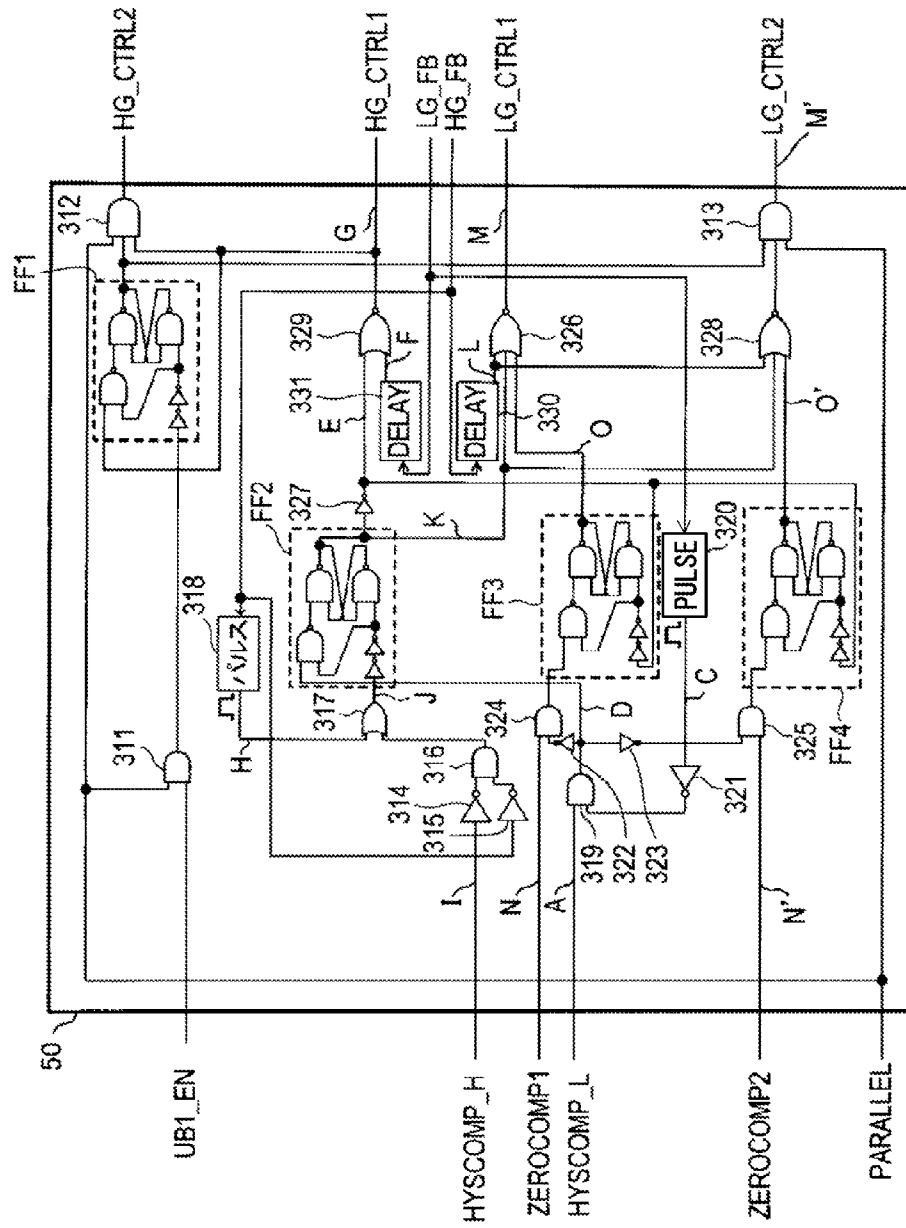 50
UB1_EN
HYSCOMP_H
ZEROCOMP1
HYSCOMP_L
ZEROCOMP2
PARALLEL
311
318
パルス
H
I
N
A
N'
FF1
312
HG_CTRL2
FF2
317
J
314
315
316
327
E
331
DELAY
F
329
G
HG_CTRL1
LG_FB
HG_FB
K
L
DELAY
330
326
M
LG_CTRL1
O
FF3
324
D
319
322
323
320
PULSE
C
321
325
FF4
O'
328
313
LG_CTRL2
M'